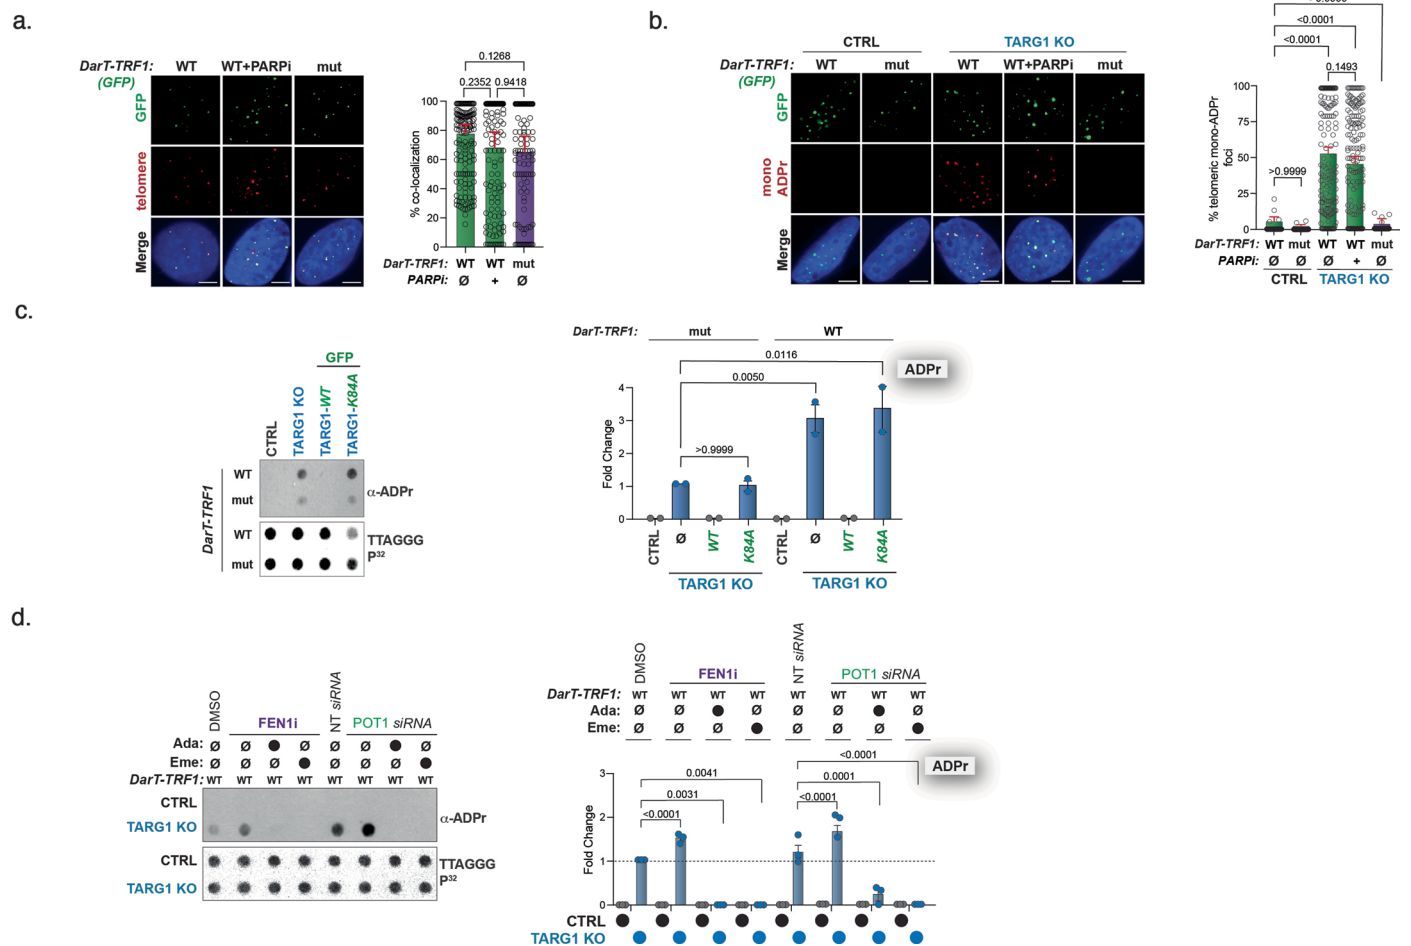 a.
DarT-TRF1:
(GFP)
WT
WT+PARPi
mut
GFP
telomere
Merge
0.1268
0.2352
0.9418
100
80
60
40
20
0
% co-localization
DarT-TRF1: WT WT mut
PARPi: Ø + Ø
b.
CTRL
TARG1 KO
DarT-TRF1: WT mut WT WT+PARPi mut
(GFP)
GFP
mono
ADPr
Merge
<0.0001
<0.0001
0.1493
>0.9999
100
75
50
25
0
% telomeric mono-ADPr
foci
DarT-TRF1: WT mut WT WT mut
PARPi: Ø Ø Ø + Ø
CTRL TARG1 KO
c.
GFP
CTRL
TARG1 KO
TARG1-WT
TARG1-K84A
DarT-TRF1
WT
mut
α-ADPr
WT
mut
TTAGGG
P32
DarT-TRF1: mut WT
0.0116
ADPr
0.0050
>0.9999
4
3
2
1
0
Fold Change
CTRL Ø WT K84A CTRL Ø WT K84A
TARG1 KO TARG1 KO
d.
DMSO
FEN1i
NT siRNA
POT1 siRNA
Ada: Ø Ø ● Ø Ø Ø ● Ø
Eme: Ø Ø Ø ● Ø Ø Ø ●
DarT-TRF1: WT WT WT WT WT WT WT WT
CTRL
TARG1 KO
α-ADPr
CTRL
TARG1 KO
TTAGGG
P32
DMSO
FEN1i
NT siRNA
POT1 siRNA
DarT-TRF1: WT WT WT WT WT WT WT WT
Ada: Ø Ø ● Ø Ø Ø ● Ø
Eme: Ø Ø Ø ● Ø Ø Ø ●
<0.0001
ADPr
0.0041
0.0001
0.0031
<0.0001
<0.0001
3
2
1
0
Fold Change
CTRL
TARG1 KO